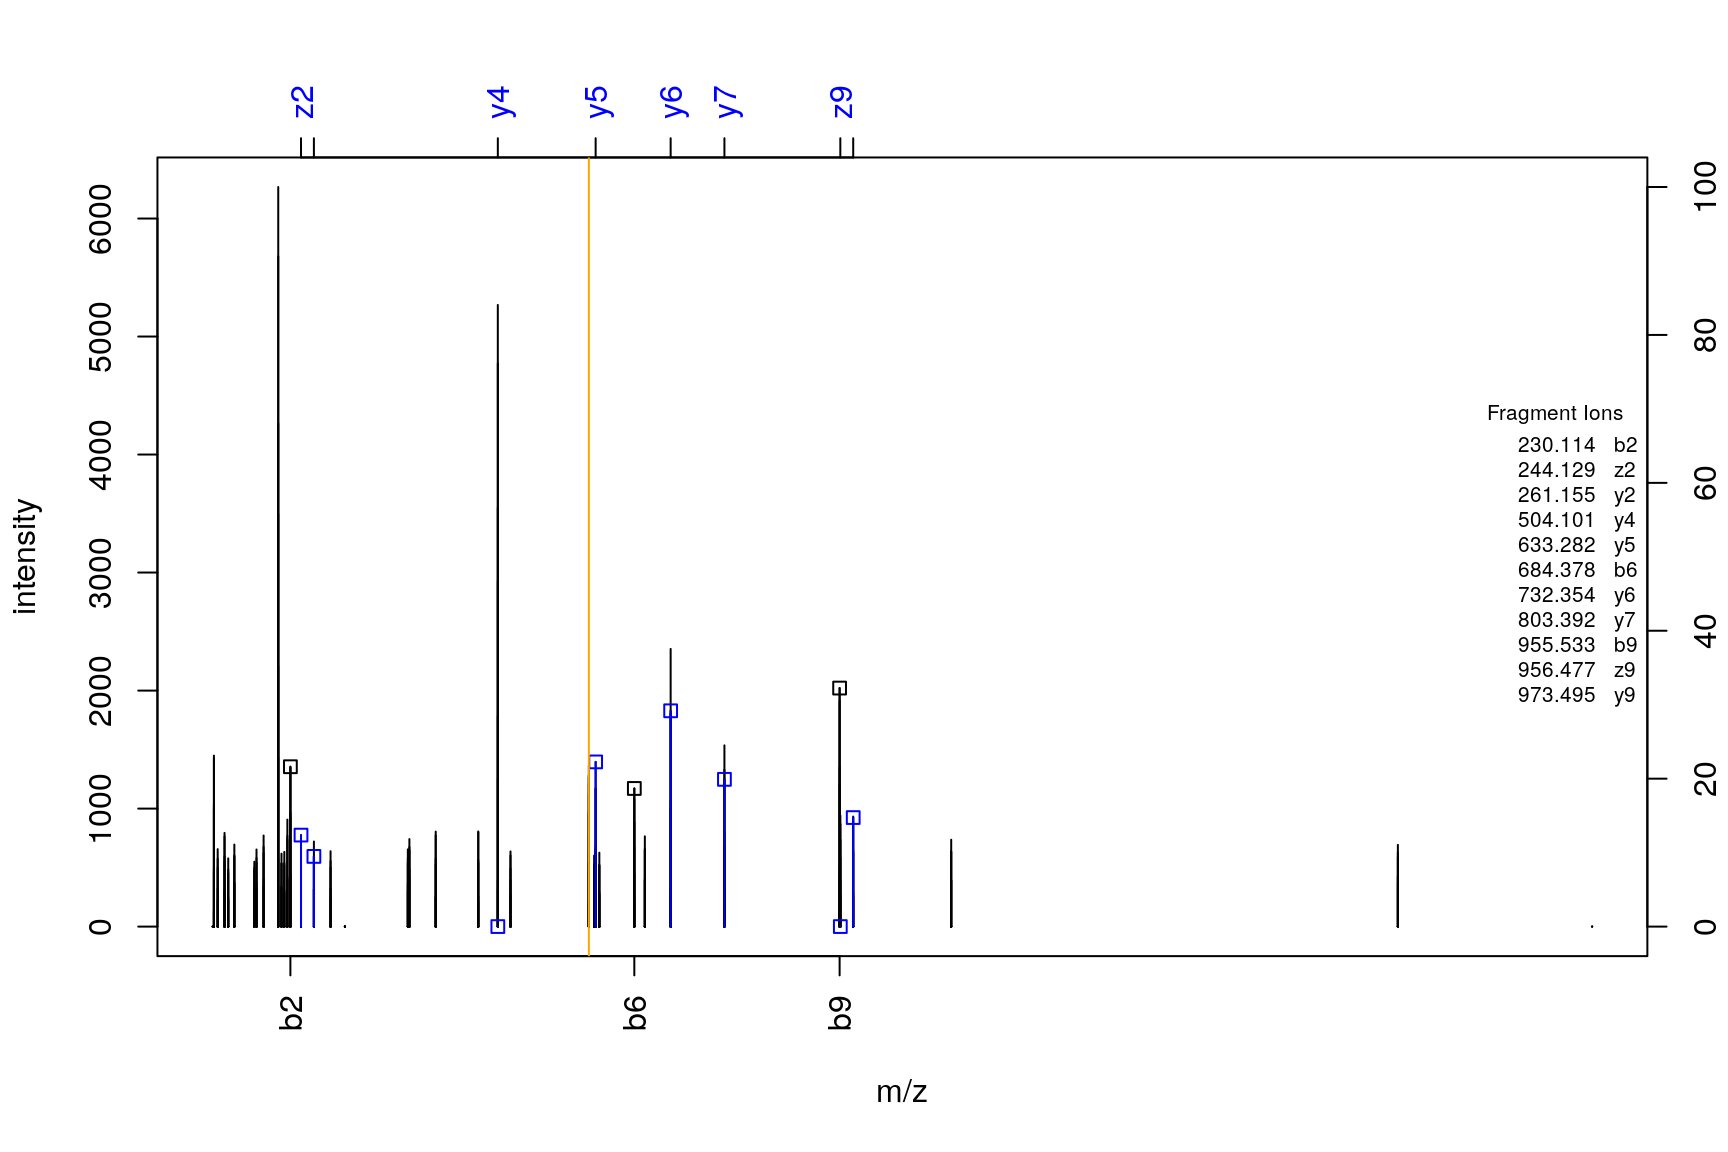 z2 y4 y5 y6 y7 z9
6000
5000
4000
3000
2000
1000
0
intensity
100
80
60
40
20
0
Fragment Ions
230.114 b2
244.129 z2
261.155 y2
504.101 y4
633.282 y5
684.378 b6
732.354 y6
803.392 y7
955.533 b9
956.477 z9
973.495 y9
b2 b6 b9
m/z